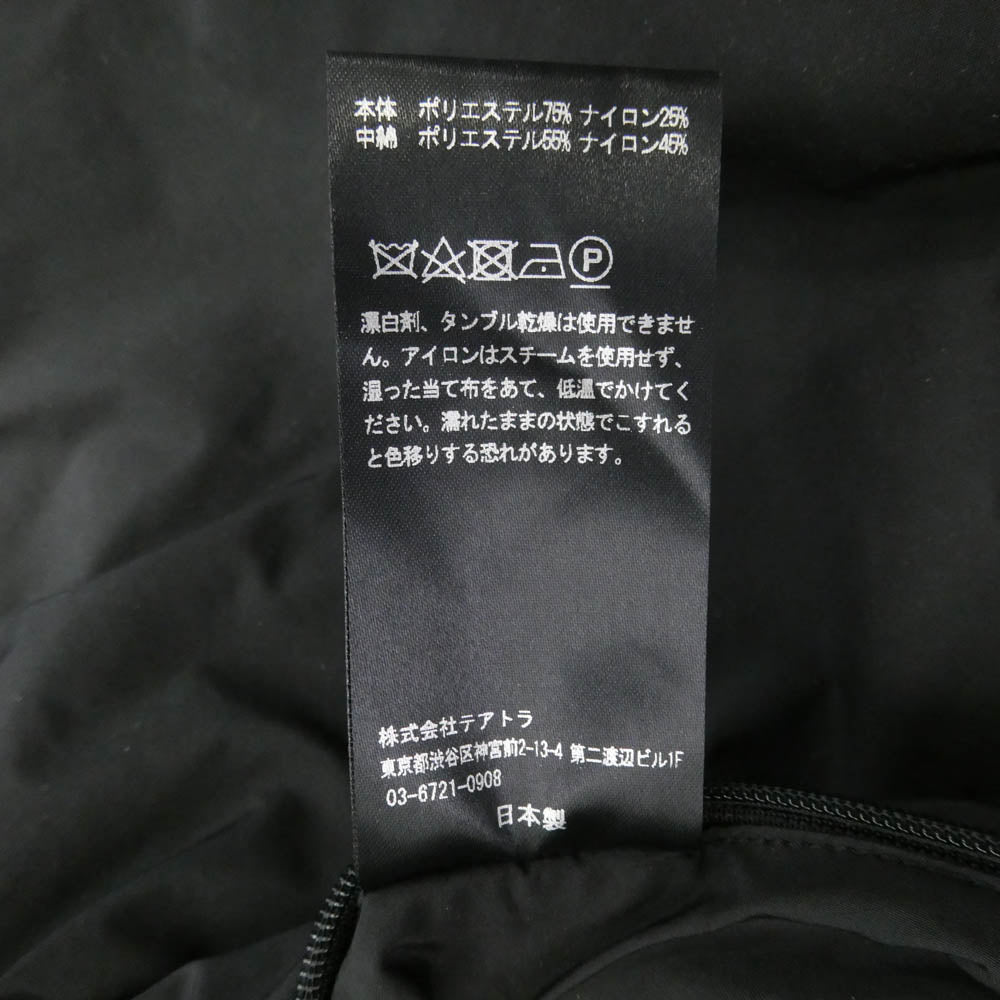 本体 ポリエステル75% ナイロン25%
中綿 ポリエステル55% ナイロン45%
P
漂白剤、タンブル乾燥は使用できませ
ん。アイロンはスチームを使用せず、
湿った当て布をあて、低温でかけてく
ださい。濡れたままの状態でこすれる
と色移りする恐れがあります。
株式会社テアトラ
東京都渋谷区神宮前2-13-4 第二渡辺ビル1F
03-6721-0908
日本製